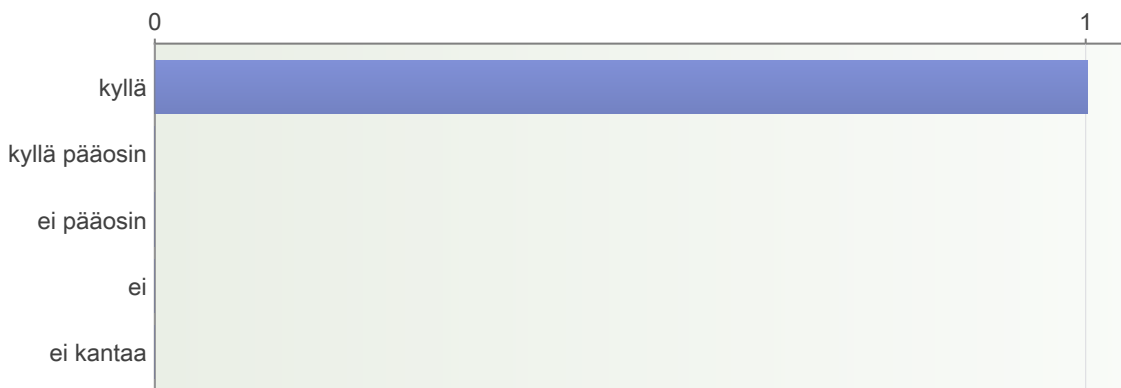 0 1
kyllä
kyllä pääosin
ei pääosin
ei
ei kantaa